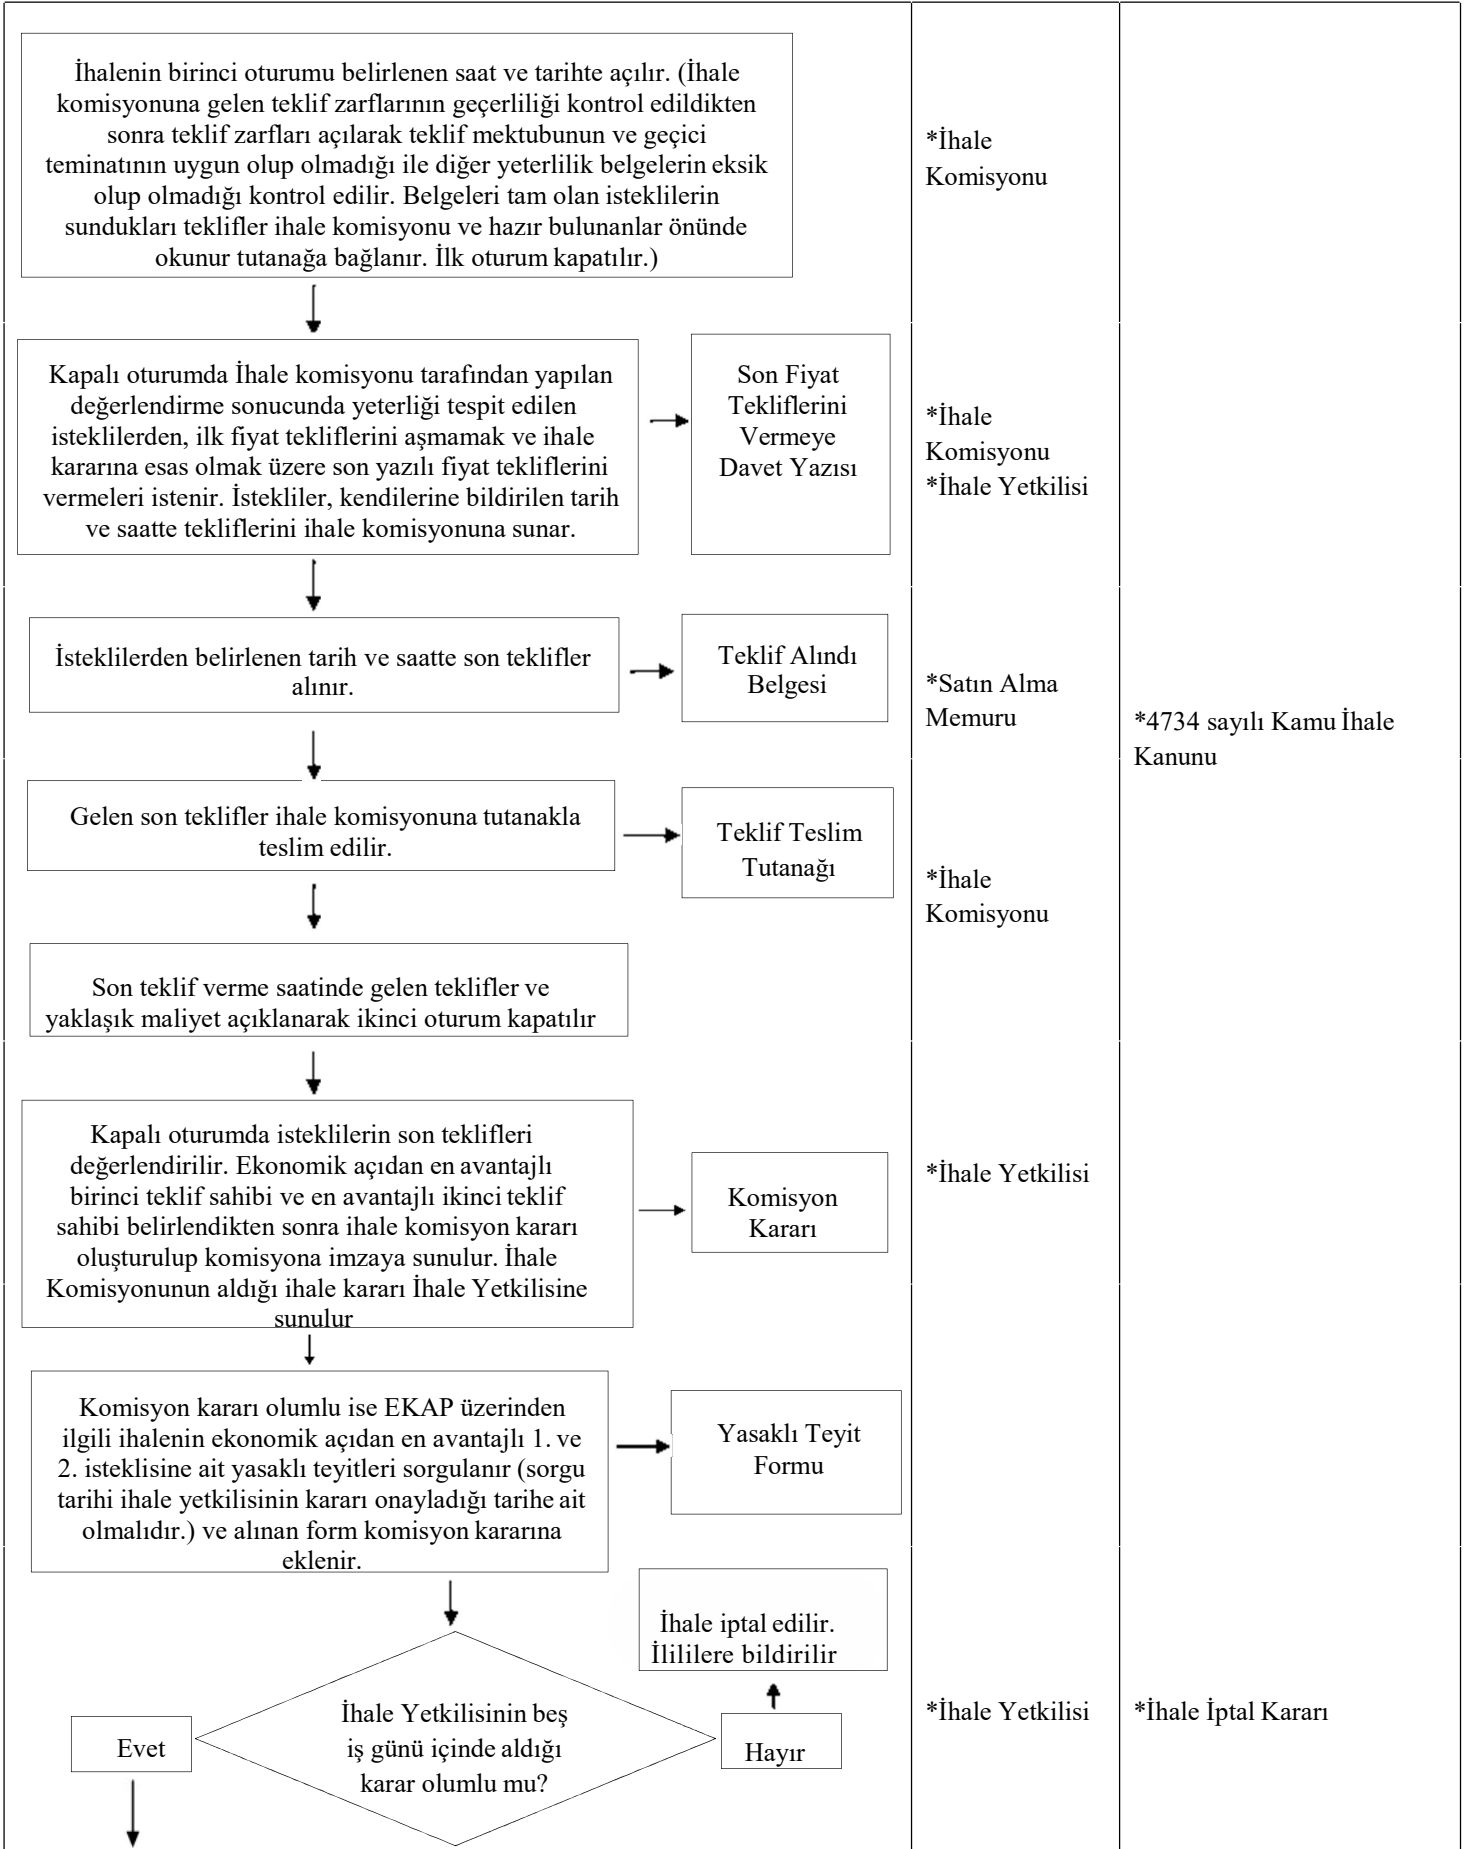 İhalenin birinci oturumu belirlenen saat ve tarihte açılır. (İhale
komisyonuna gelen teklif zarflarının geçerliliği kontrol edildikten
sonra teklif zarfları açılarak teklif mektubunun ve geçici
teminatının uygun olup olmadığı ile diğer yeterlilik belgelerin eksik
olup olmadığı kontrol edilir. Belgeleri tam olan isteklilerin
sundukları teklifler ihale komisyonu ve hazır bulunanlar önünde
okunur tutanağa bağlanır. İlk oturum kapatılır.)
*İhale
Komisyonu
Kapalı oturumda İhale komisyonu tarafından yapılan
değerlendirme sonucunda yeterliği tespit edilen
isteklilerden, ilk fiyat tekliflerini aşmamak ve ihale
kararına esas olmak üzere son yazılı fiyat tekliflerini
vermeleri istenir. İstekliler, kendilerine bildirilen tarih
ve saatte tekliflerini ihale komisyonuna sunar.
Son Fiyat
Tekliflerini
Vermeye
Davet Yazısı
*İhale
Komisyonu
*İhale Yetkilisi
İsteklilerden belirlenen tarih ve saatte son teklifler
alınır.
Teklif Alındı
Belgesi
*Satın Alma
Memuru
*4734 sayılı Kamu İhale
Kanunu
Gelen son teklifler ihale komisyonuna tutanakla
teslim edilir.
Teklif Teslim
Tutanağı
*İhale
Komisyonu
Son teklif verme saatinde gelen teklifler ve
yaklaşık maliyet açıklanarak ikinci oturum kapatılır
Kapalı oturumda isteklilerin son teklifleri
değerlendirilir. Ekonomik açıdan en avantajlı
birinci teklif sahibi ve en avantajlı ikinci teklif
sahibi belirlendikten sonra ihale komisyon kararı
oluşturulup komisyona imzaya sunulur. İhale
Komisyonunun aldığı ihale kararı İhale Yetkilisine
sunulur
Komisyon
Kararı
*İhale Yetkilisi
Komisyon kararı olumlu ise EKAP üzerinden
ilgili ihalenin ekonomik açıdan en avantajlı 1. ve
2. isteklisine ait yasaklı teyitleri sorgulanır (sorgu
tarihi ihale yetkilisinin kararı onayladığı tarihe ait
olmalıdır.) ve alınan form komisyon kararına
eklenir.
Yasaklı Teyit
Formu
İhale iptal edilir.
İlililere bildirilir
İhale Yetkilisinin beş
iş günü içinde aldığı
karar olumlu mu?
Evet
Hayır
*İhale Yetkilisi
*İhale İptal Kararı